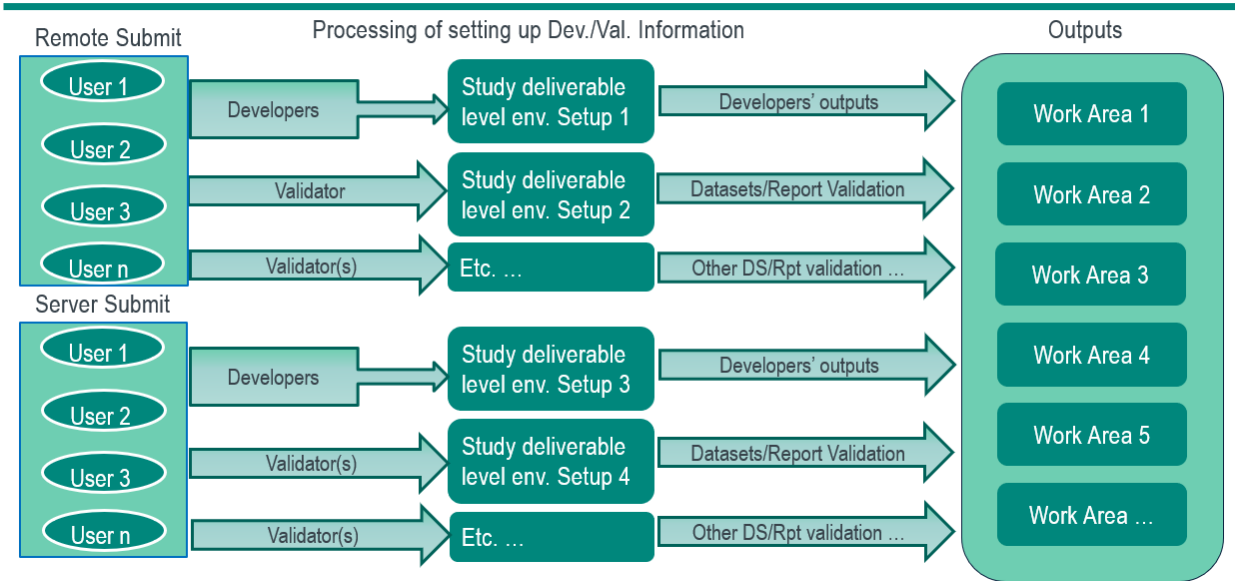 Processing of setting up Dev./Val. Information
Outputs
Remote Submit
User 1
User 2
User 3
User n
Developers
Study deliverable
level env. Setup 1
Developers' outputs
Validator
Study deliverable
level env. Setup 2
Datasets/Report Validation
Validator(s)
Etc. ...
Other DS/Rpt validation ...
Server Submit
User 1
User 2
User 3
User n
Developers
Study deliverable
level env. Setup 3
Developers' outputs
Validator(s)
Study deliverable
level env. Setup 4
Datasets/Report Validation
Validator(s)
Etc. ...
Other DS/Rpt validation ...
Work Area 1
Work Area 2
Work Area 3
Work Area 4
Work Area 5
Work Area ...